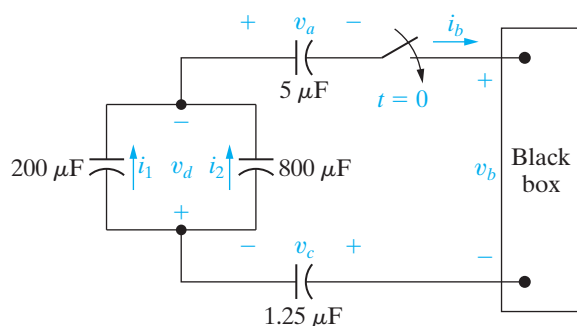 + v_a − i_b
5 μF t = 0 +
−
200 μF i_1 v_d i_2 800 μF v_b Black box
+
− v_c + −
1.25 μF